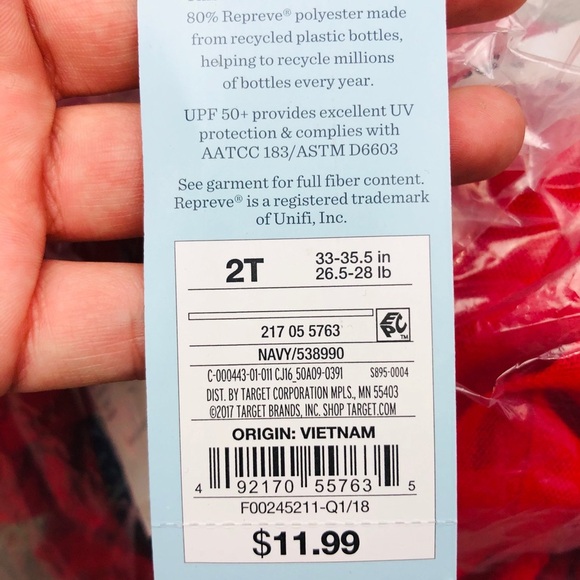 80% Repreve® polyester made
from recycled plastic bottles,
helping to recycle millions
of bottles every year.
UPF 50+ provides excellent UV
protection & complies with
AATCC 183/ASTM D6603
See garment for full fiber content.
Repreve® is a registered trademark
of Unifi, Inc.
2T
33-35.5 in
26.5-28 lb
217 05 5763
EPC™
NAVY/538990
C-000443-01-011 CJ16_50A09-0391 S895-0004
DIST. BY TARGET CORPORATION MPLS., MN 55403
©2017 TARGET BRANDS, INC. SHOP TARGET.COM
ORIGIN: VIETNAM
4 92170 55763 5
F00245211-Q1/18
$11.99